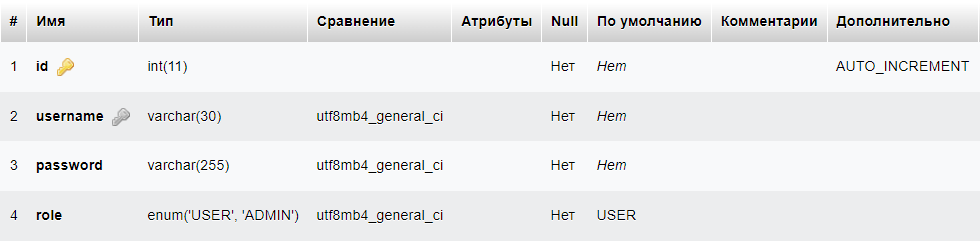 # Имя Тип Сравнение Атрибуты Null По умолчанию Комментарии Дополнительно
1 id int(11) Нет Нет AUTO_INCREMENT
2 username varchar(30) utf8mb4_general_ci Нет Нет
3 password varchar(255) utf8mb4_general_ci Нет Нет
4 role enum('USER', 'ADMIN') utf8mb4_general_ci Нет USER